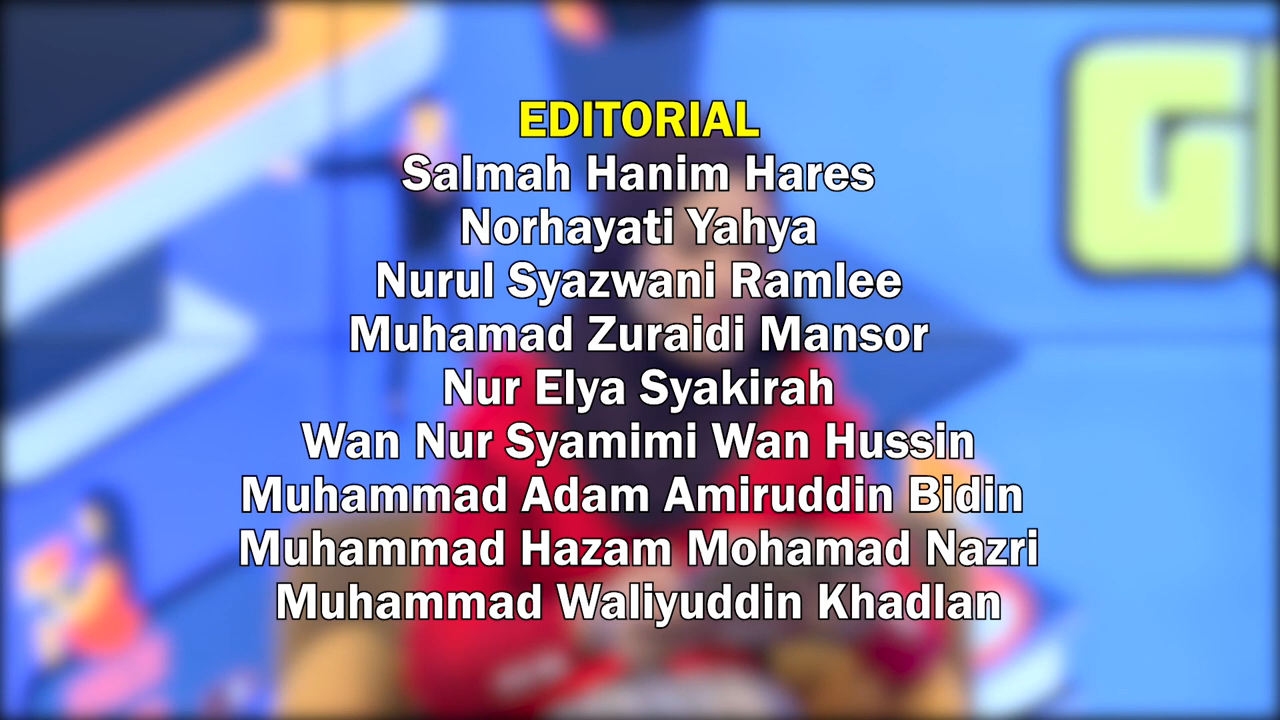 EDITORIAL
Salmah Hanim Hares
Norhayati Yahya
Nurul Syazwani Ramlee
Muhamad Zuraidi Mansor
Nur Elya Syakirah
Wan Nur Syamimi Wan Hussin
Muhammad Adam Amiruddin Bidin
Muhammad Hazam Mohamad Nazri
Muhammad Waliyuddin Khadlan